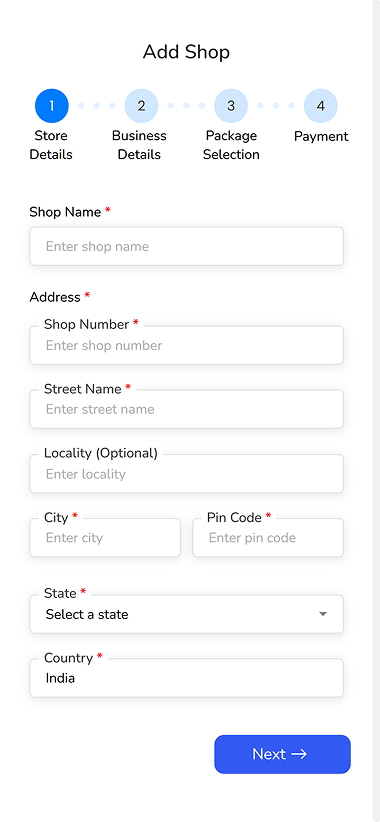 Add Shop
1 2 3 4
Store Details
Business Details
Package Selection
Payment
Shop Name *
Enter shop name
Address *
Shop Number *
Enter shop number
Street Name *
Enter street name
Locality (Optional)
Enter locality
City * Pin Code *
Enter city Enter pin code
State *
Select a state
Country *
India
Next →